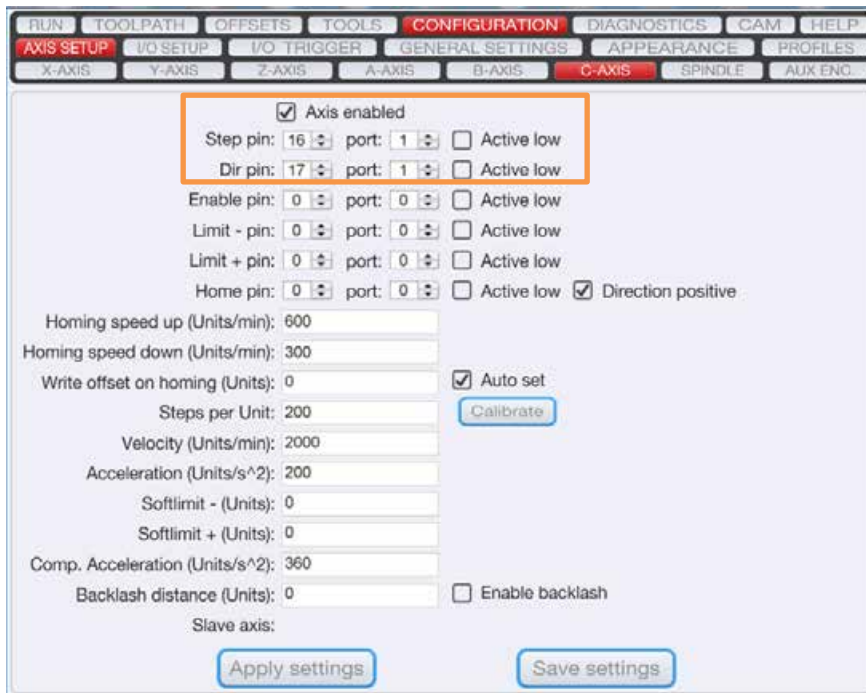 RUN TOOLPATH OFFSETS TOOLS CONFIGURATION DIAGNOSTICS CAM HELP
AXIS SETUP I/O SETUP I/O TRIGGER GENERAL SETTINGS APPEARANCE PROFILES
X-AXIS Y-AXIS Z-AXIS A-AXIS B-AXIS C-AXIS SPINDLE AUX ENC.
Axis enabled
Step pin: 16 port: 1 Active low
Dir pin: 17 port: 1 Active low
Enable pin: 0 port: 0 Active low
Limit - pin: 0 port: 0 Active low
Limit + pin: 0 port: 0 Active low
Home pin: 0 port: 0 Active low Direction positive
Homing speed up (Units/min): 600
Homing speed down (Units/min): 300
Write offset on homing (Units): 0 Auto set
Steps per Unit: 200 Calibrate
Velocity (Units/min): 2000
Acceleration (Units/s^2): 200
Softlimit - (Units): 0
Softlimit + (Units): 0
Comp. Acceleration (Units/s^2): 360
Backlash distance (Units): 0 Enable backlash
Slave axis:
Apply settings Save settings